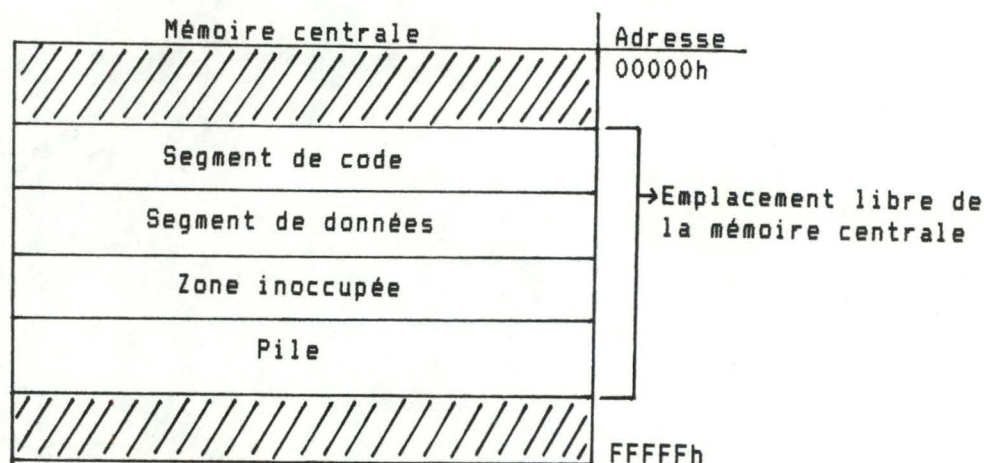 Mémoire centrale
Adresse
00000h
Segment de code
Segment de données
Zone inoccupée
Pile
Emplacement libre de
la mémoire centrale
FFFFFh